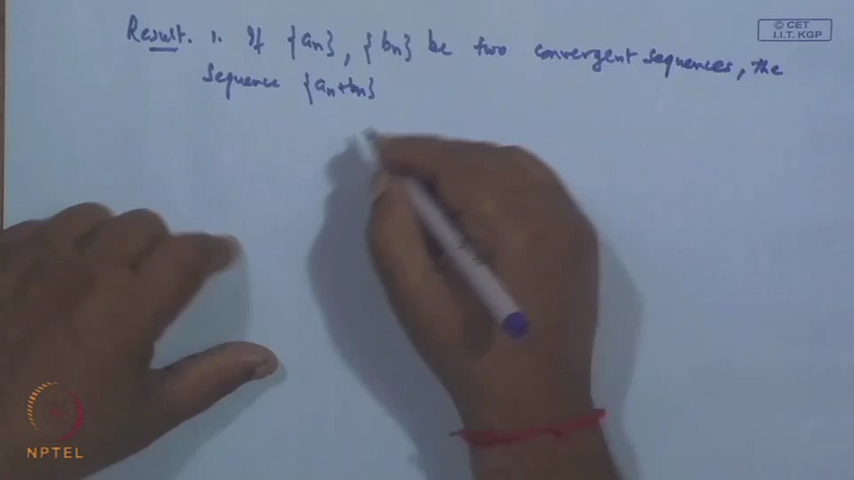 Result. 1. If {an}, {bn} be two convergent sequences, the
Sequence {an+bn}
© CET
I.I.T. KGP
NPTEL